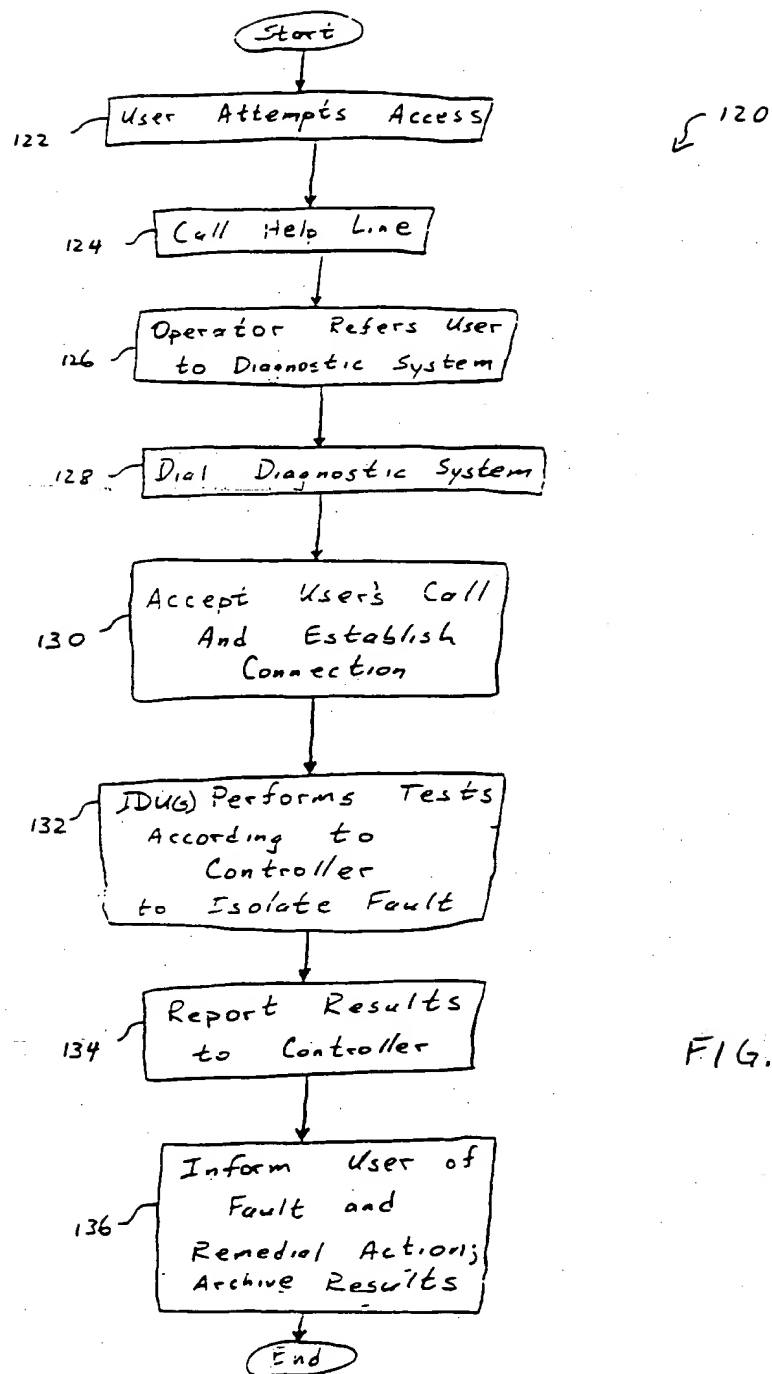 Start
User Attempts Access
122
120
Call Help Line
124
Operator Refers User
to Diagnostic System
126
Dial Diagnostic System
128
Accept User's Call
And Establish
Connection
130
IDU(s) Performs Tests
According to
Controller
to Isolate Fault
132
Report Results
to Controller
134
FIG.
Inform User of
Fault and
Remedial Action;
Archive Results
136
End